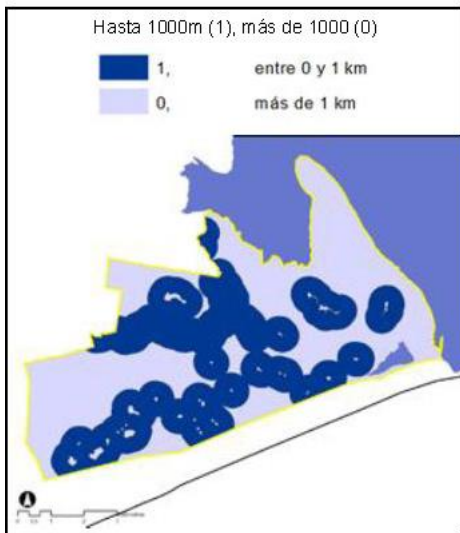 Hasta 1000m (1), más de 1000 (0)
1, entre 0 y 1 km
0, más de 1 km